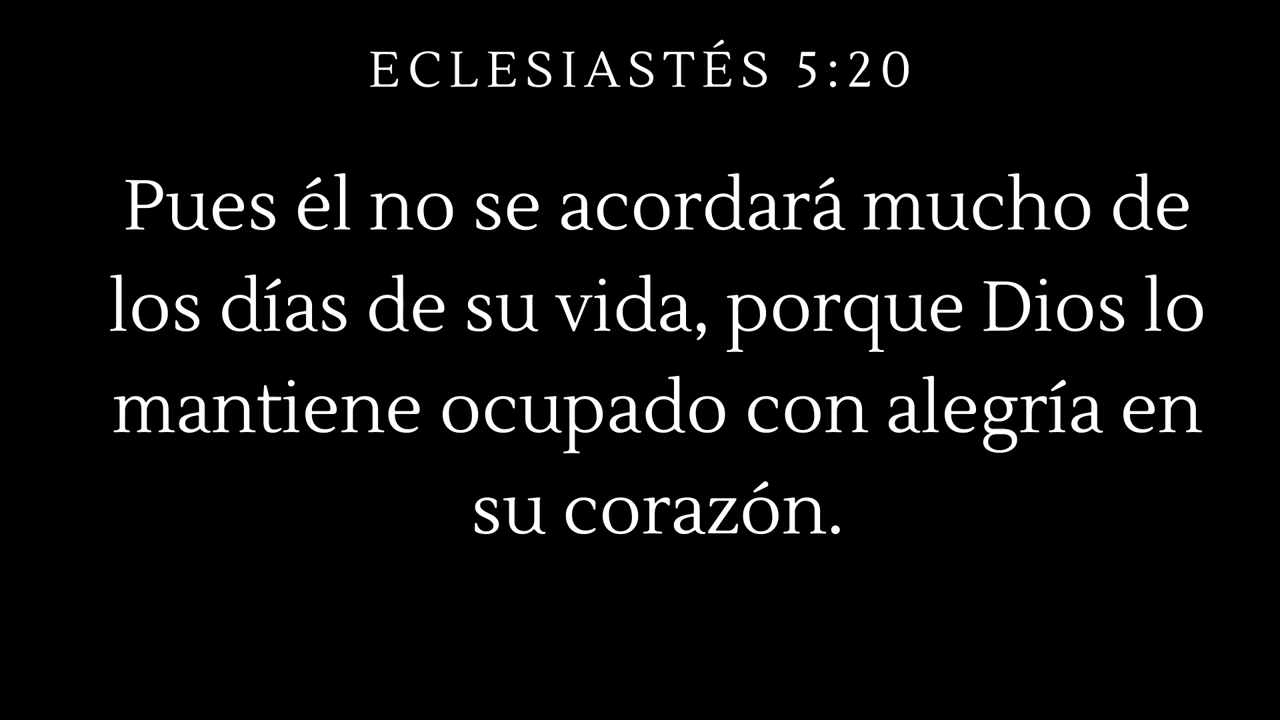 ECLESIASTÉS 5:20
Pues él no se acordará mucho de
los días de su vida, porque Dios lo
mantiene ocupado con alegría en
su corazón.